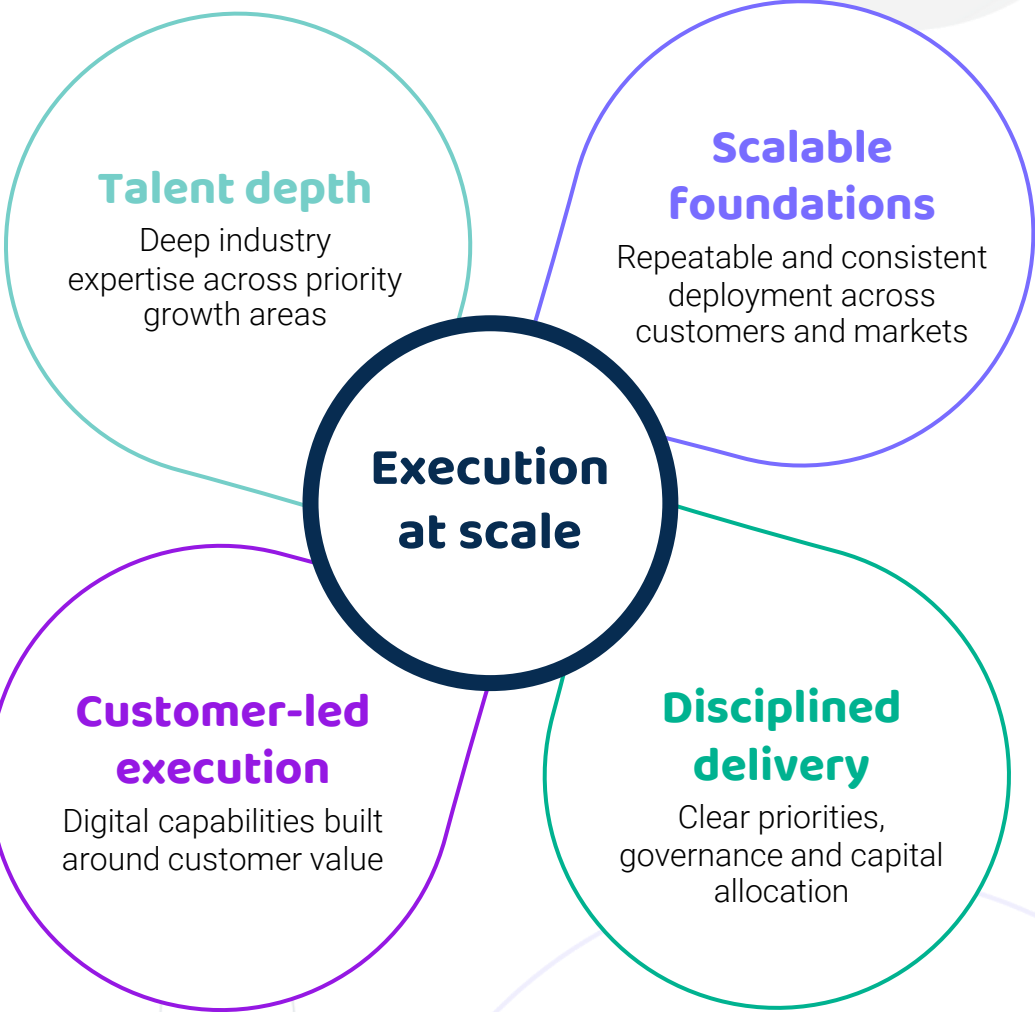 Talent depth
Deep industry
expertise across priority
growth areas
Scalable
foundations
Repeatable and consistent
deployment across
customers and markets
Execution
at scale
Customer-led
execution
Digital capabilities built
around customer value
Disciplined
delivery
Clear priorities,
governance and capital
allocation